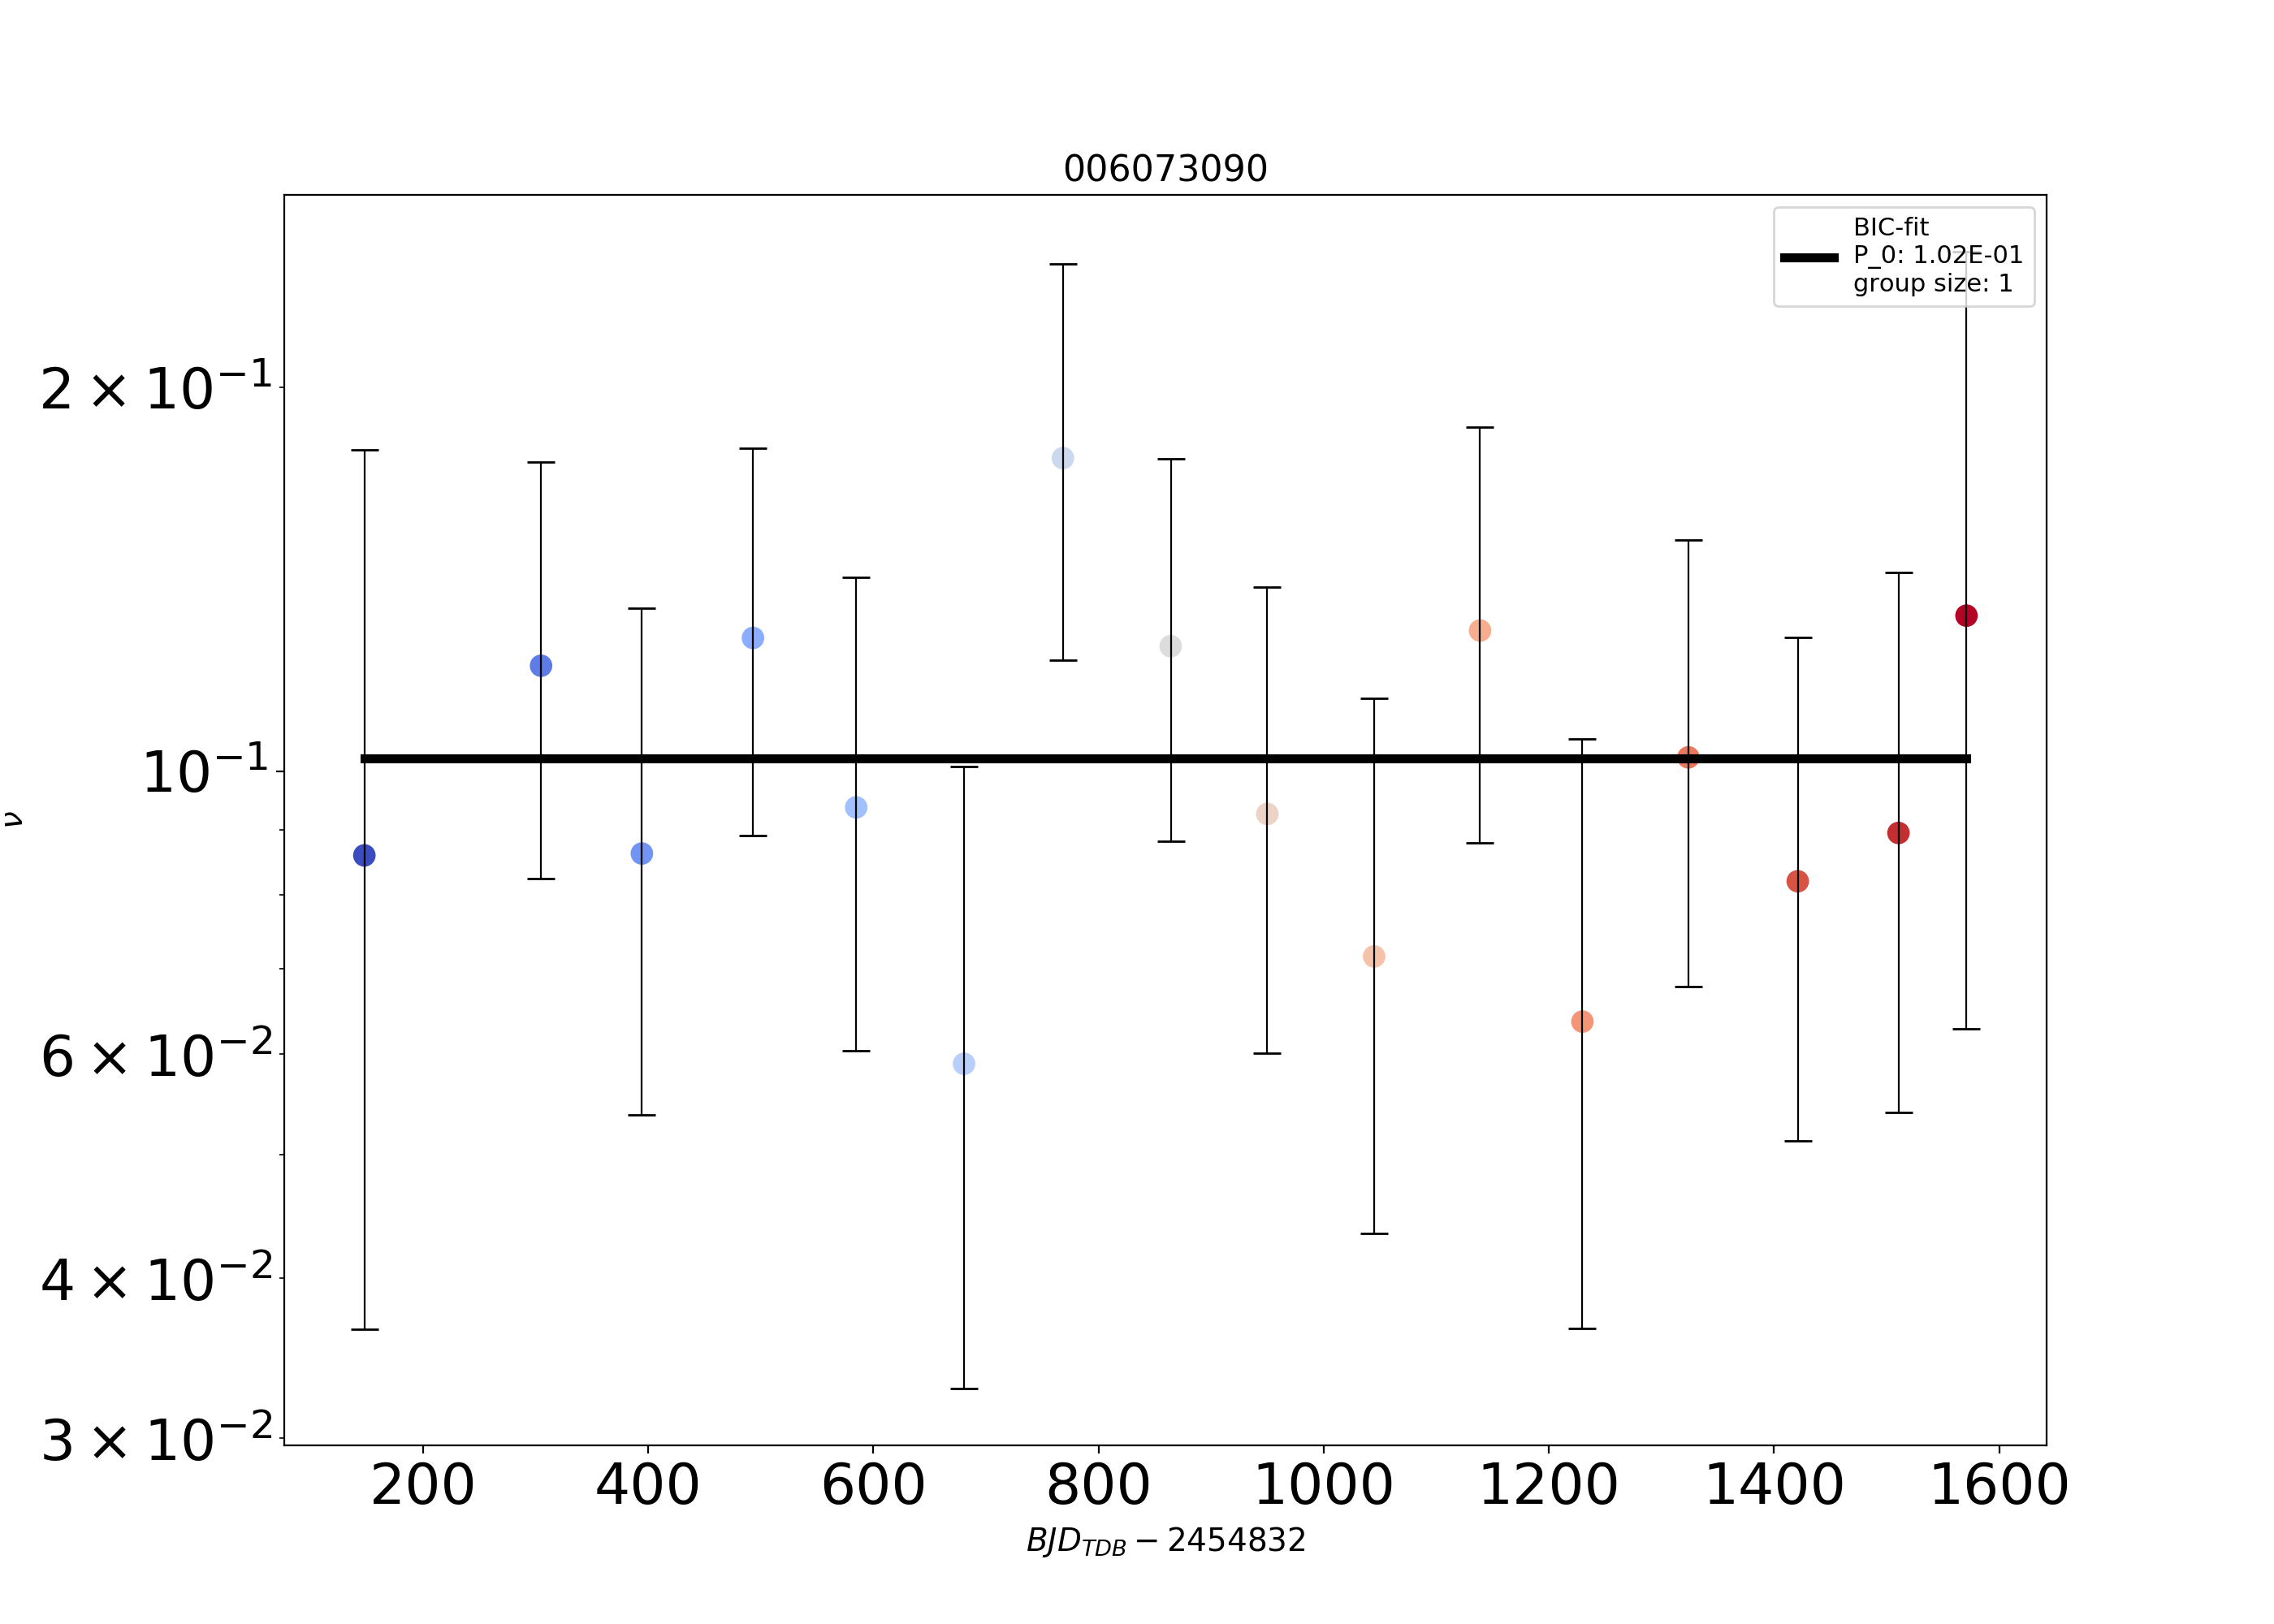 006073090
BIC-fit
P_0: 1.02E-01
group size: 1
2 × 10⁻¹
10⁻¹
6 × 10⁻²
4 × 10⁻²
3 × 10⁻²
ν
200 400 600 800 1000 1200 1400 1600
BJD_TDB − 2454832